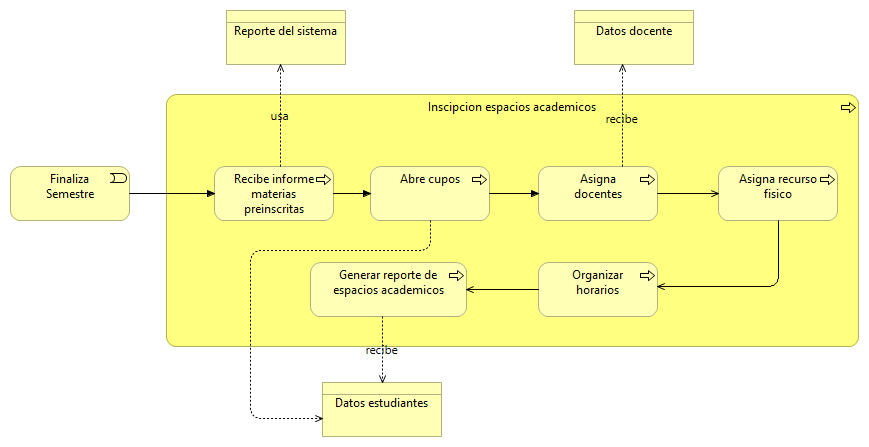 Reporte del sistema
Datos docente
Inscipcion espacios academicos
usa
recibe
Finaliza
Semestre
Recibe informe
materias
preinscritas
Abre cupos
Asigna
docentes
Asigna recurso
fisico
Generar reporte de
espacios academicos
Organizar
horarios
recibe
Datos estudiantes